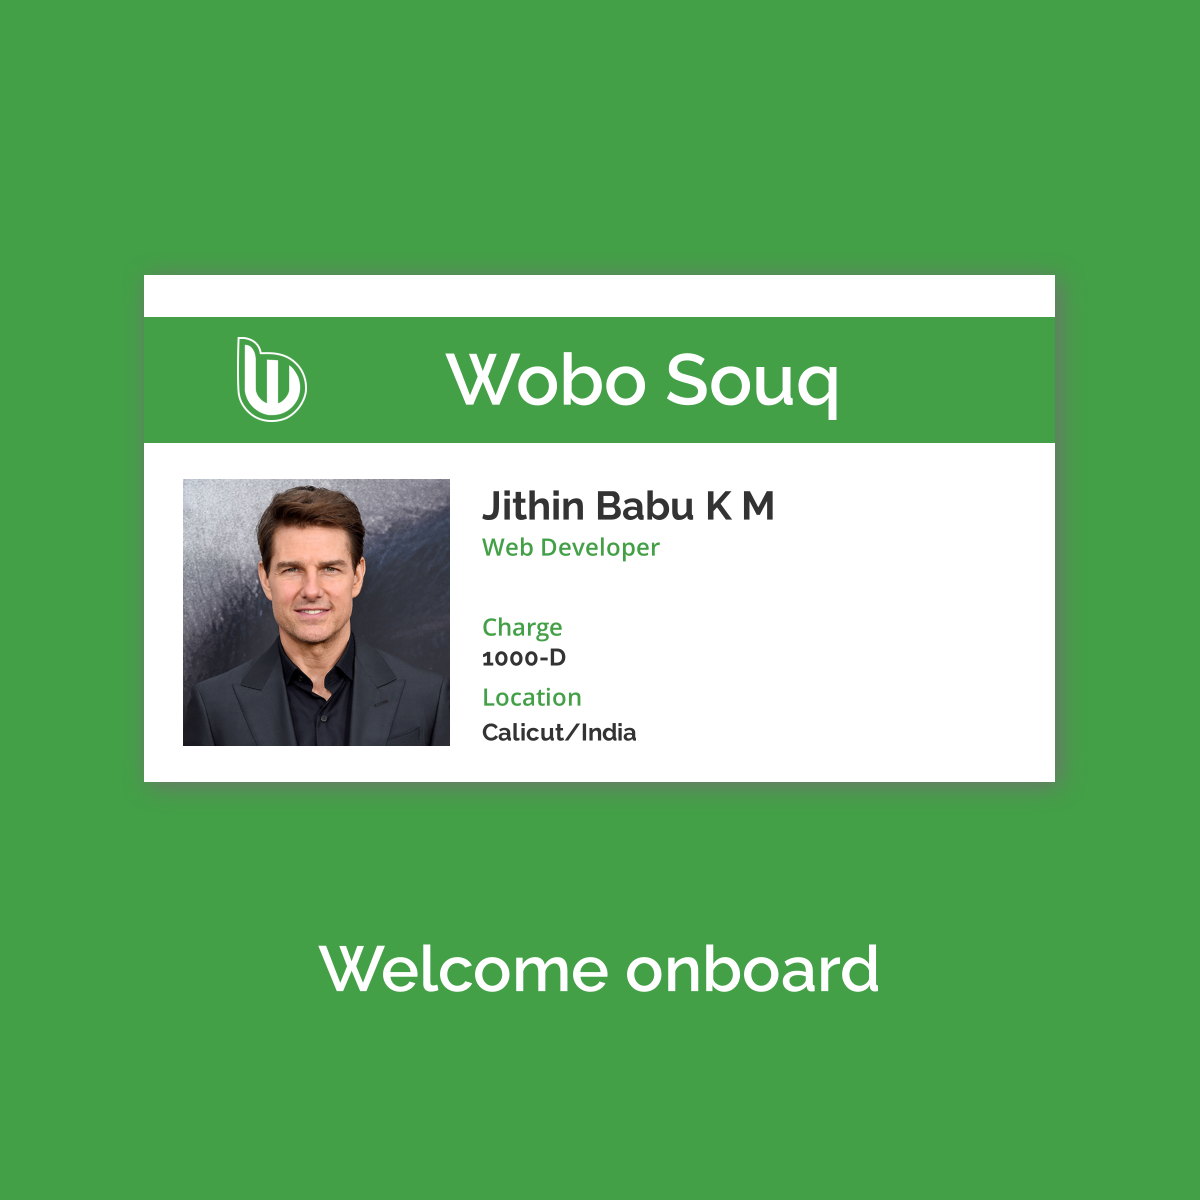 Wobo Souq
Jithin Babu K M
Web Developer
Charge
1000-D
Location
Calicut/India
Welcome onboard